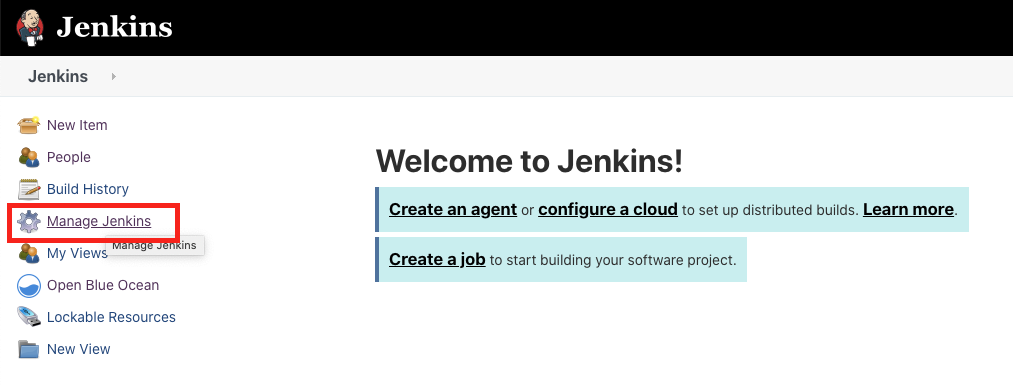 Jenkins
Jenkins
New Item
People
Build History
Manage Jenkins
Manage Jenkins
My Views
Open Blue Ocean
Lockable Resources
New View
Welcome to Jenkins!
Create an agent or configure a cloud to set up distributed builds. Learn more.
Create a job to start building your software project.